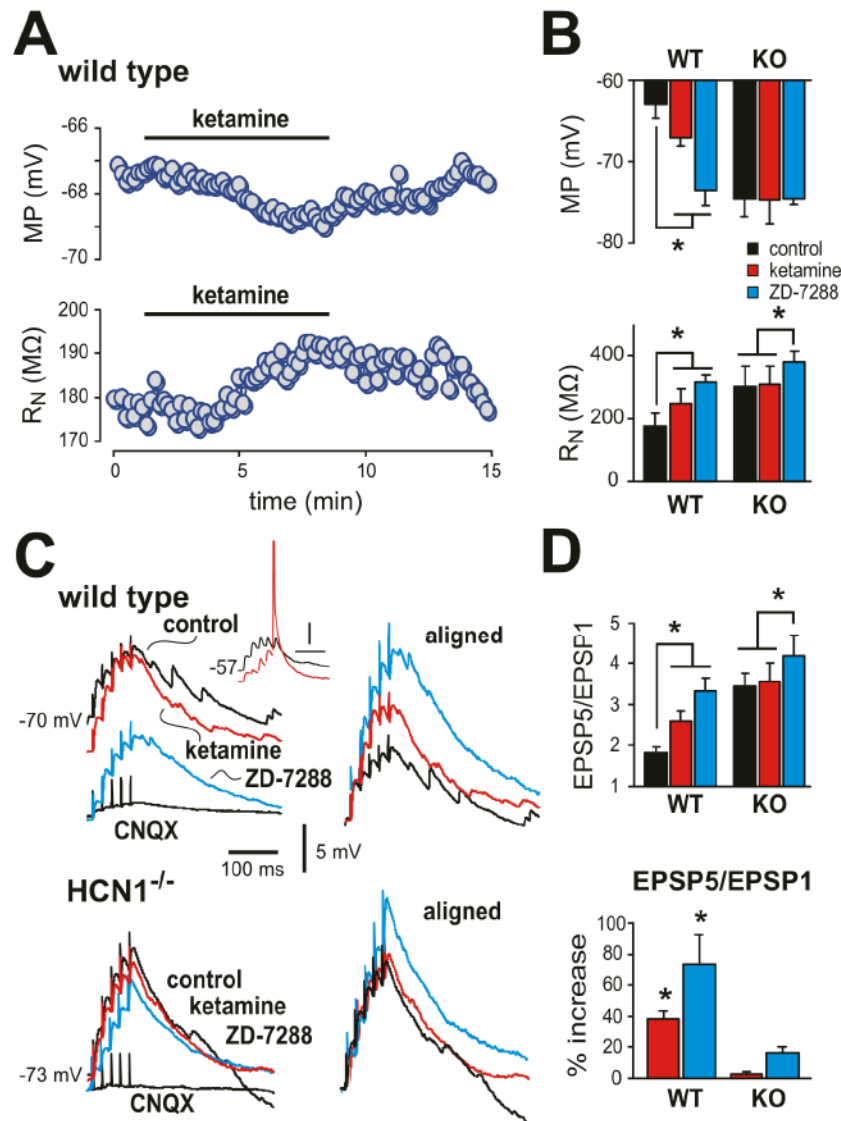 A
wild type
ketamine
-66
-68
-70
MP (mV)
ketamine
200
190
180
170
RN (MΩ)
0 5 10 15
time (min)
B
WT KO
-60
-70
-80
MP (mV)
*
control
ketamine
ZD-7288
* *
400
200
0
RN (MΩ)
WT KO
C
wild type
control
-57
-70 mV
ketamine
ZD-7288
CNQX
aligned
100 ms
5 mV
HCN1-/-
control
ketamine
ZD-7288
-73 mV
CNQX
aligned
D
* *
5
4
3
2
1
EPSP5/EPSP1
WT KO
EPSP5/EPSP1
100
80
60
40
20
0
% increase
* *
WT KO